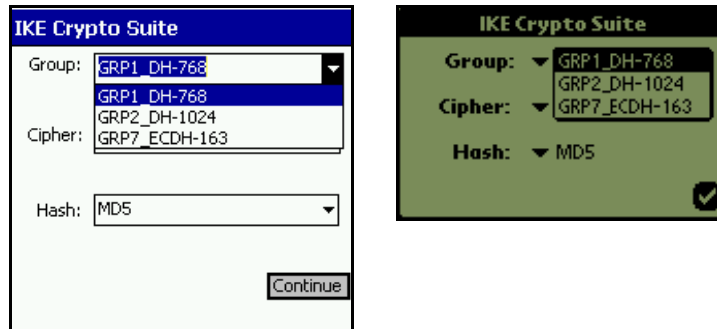 IKE Crypto Suite
Group: GRP1_DH-768
GRP1_DH-768
GRP2_DH-1024
Cipher: GRP7_ECDH-163
Hash: MD5
Continue
IKE Crypto Suite
Group: GRP1_DH-768
GRP2_DH-1024
Cipher: GRP7_ECDH-163
Hash: MD5